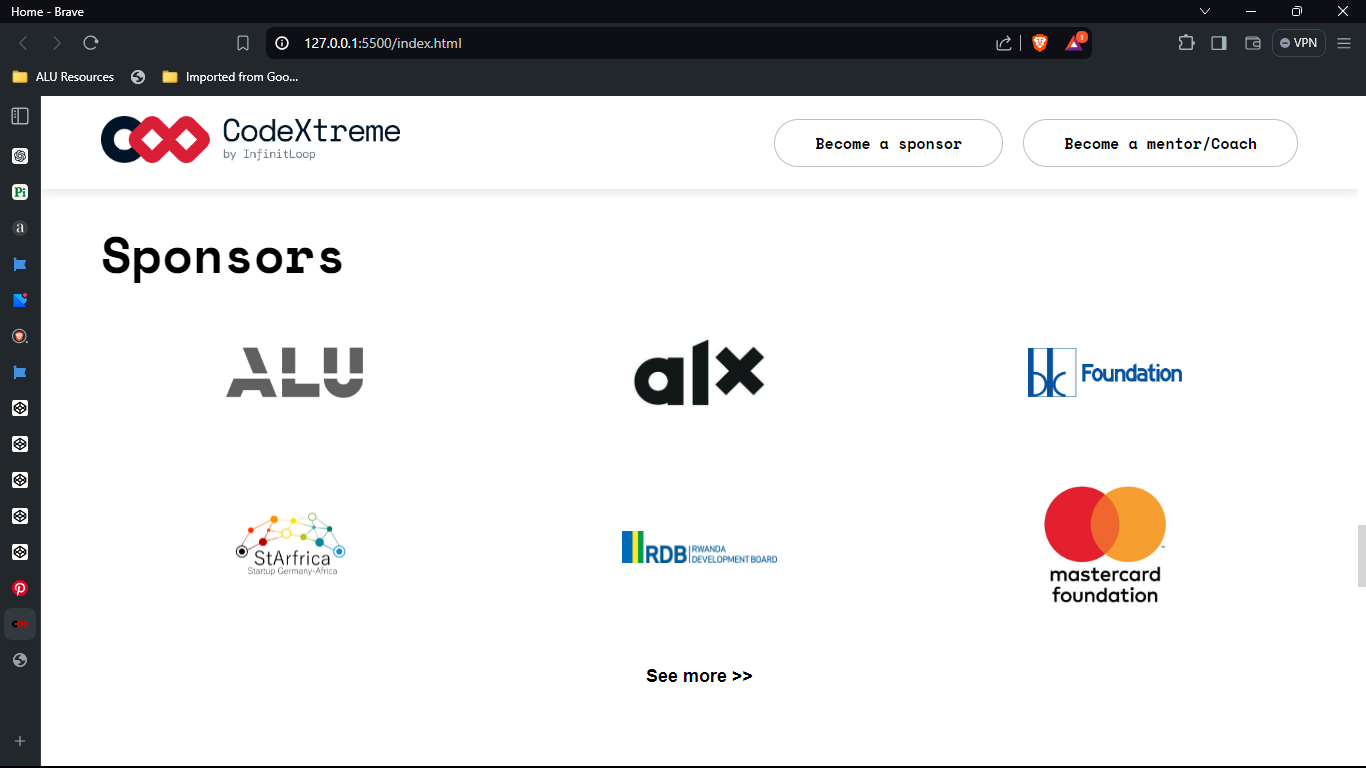 Home - Brave
127.0.0.1:5500/index.html
1
VPN
ALU Resources
Imported from Goo...
Pi
a
CodeXtreme
by InfinitLoop
Become a sponsor
Become a mentor/Coach
Sponsors
ALU
alx
bk Foundation
StArfrica
Startup Germany-Africa
RDB RWANDA
DEVELOPMENT BOARD
mastercard
foundation
See more >>